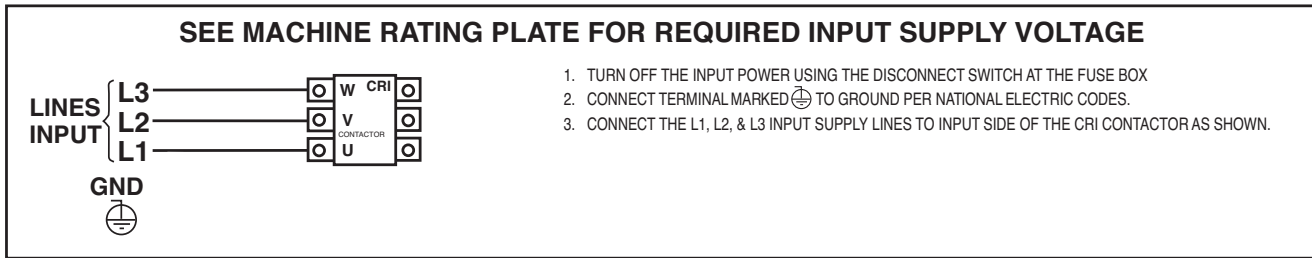 SEE MACHINE RATING PLATE FOR REQUIRED INPUT SUPPLY VOLTAGE
LINES
INPUT
L3
L2
L1
GND
W CRI
V
CONTACTOR
U
1. TURN OFF THE INPUT POWER USING THE DISCONNECT SWITCH AT THE FUSE BOX
2. CONNECT TERMINAL MARKED TO GROUND PER NATIONAL ELECTRIC CODES.
3. CONNECT THE L1, L2, & L3 INPUT SUPPLY LINES TO INPUT SIDE OF THE CRI CONTACTOR AS SHOWN.